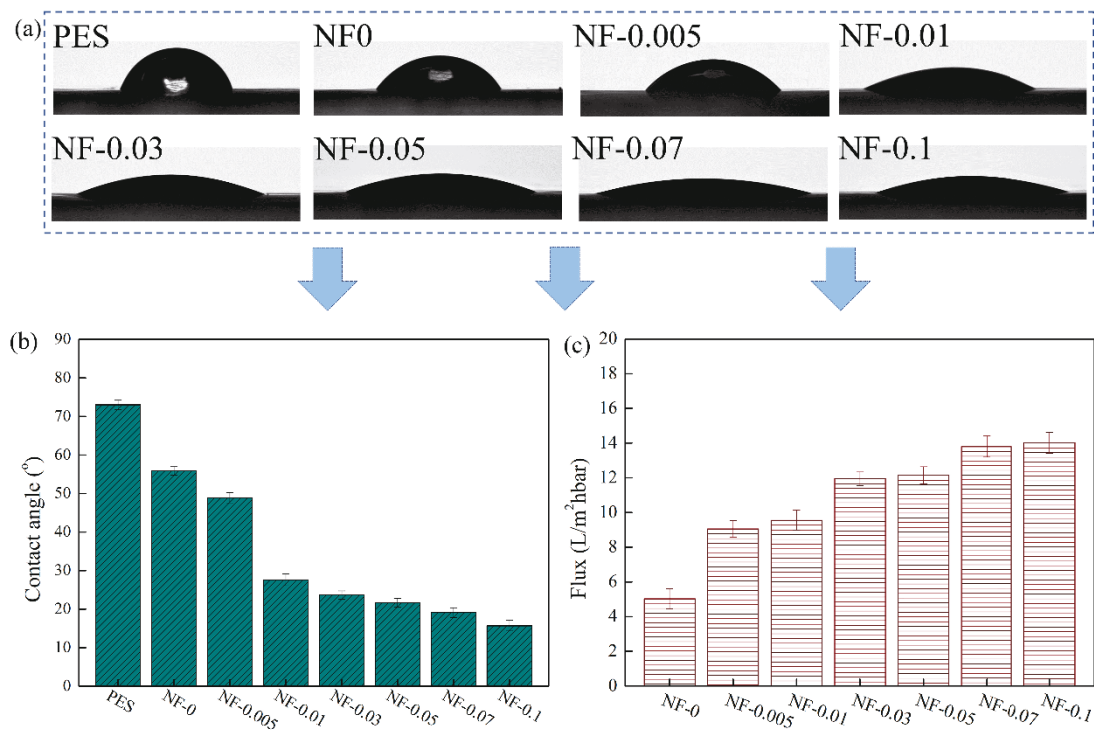 (a)
PES NF0 NF-0.005 NF-0.01
NF-0.03 NF-0.05 NF-0.07 NF-0.1
(b)
90
80
70
60
50
40
30
20
10
0
Contact angle (°)
PES NF-0 NF-0.005 NF-0.01 NF-0.03 NF-0.05 NF-0.07 NF-0.1
(c)
20
18
16
14
12
10
8
6
4
2
0
Flux (L/m²hbar)
NF-0 NF-0.005 NF-0.01 NF-0.03 NF-0.05 NF-0.07 NF-0.1